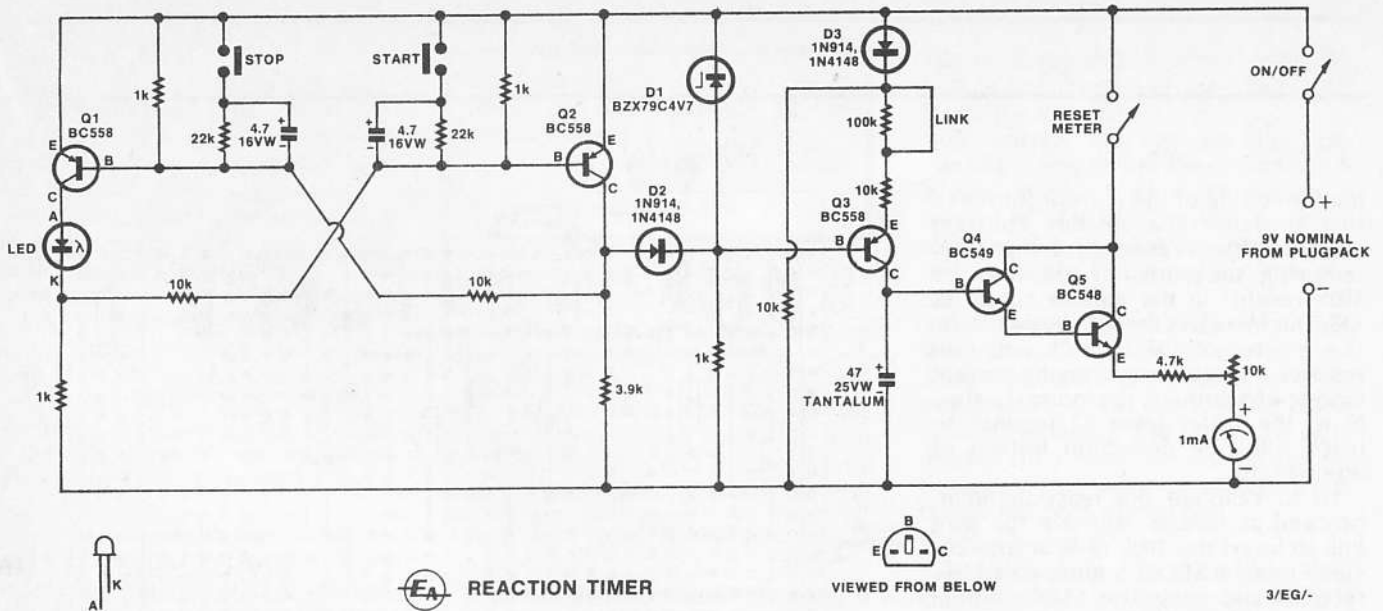 STOP
START
D3
1N914,
1N4148
ON/OFF
1k
1k
D1
BZX79C4V7
Q1
BC558
22k
+
4.7
16VW
+
4.7
16VW
22k
Q2
BC558
100k
LINK
RESET
METER
E
B
C
E
B
C
10k
D2
1N914,
1N4148
Q3
BC558
E
B
C
+
9V NOMINAL
FROM PLUGPACK
–
A
LED
λ
K
10k
10k
10k
Q4
BC549
C
B
E
Q5
BC548
C
B
E
1k
3.9k
1k
47
25VW
TANTALUM
+
4.7k
10k
+
1mA
–
K
A
EA REACTION TIMER
B
E
C
VIEWED FROM BELOW
3/EG/-